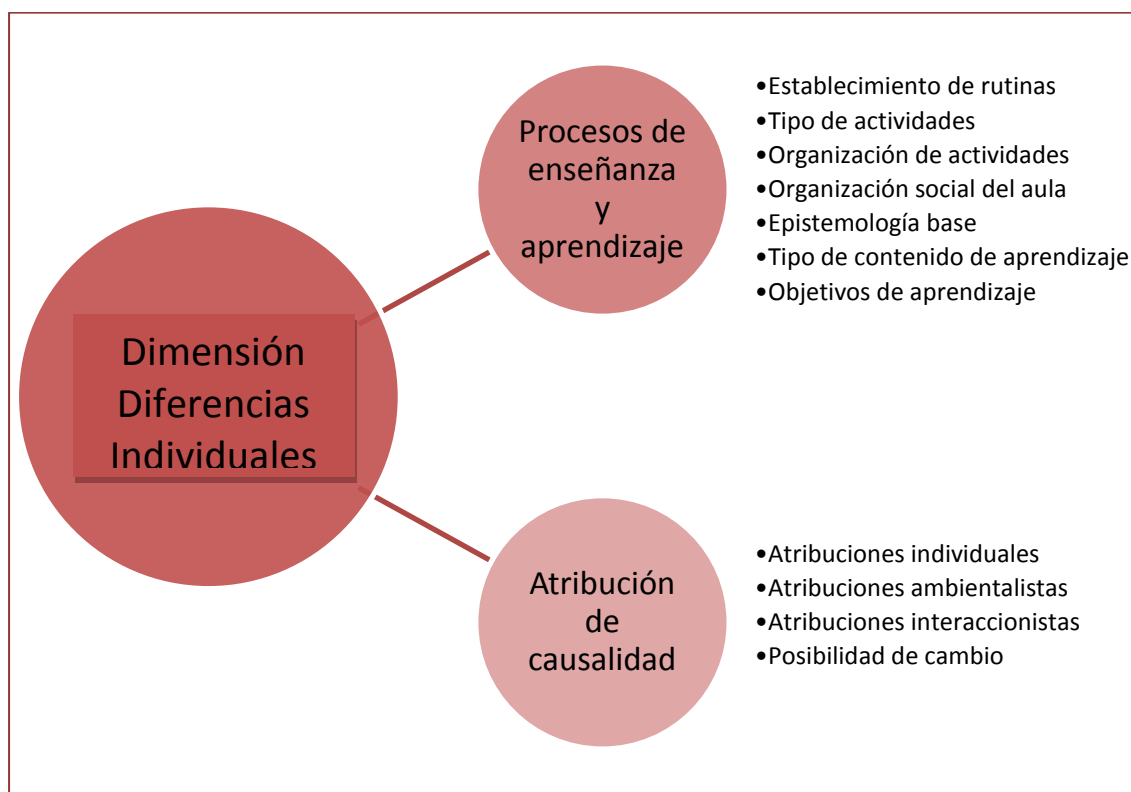 Dimensión
Diferencias
Individuales
Procesos de
enseñanza
y
aprendizaje
•Establecimiento de rutinas
•Tipo de actividades
•Organización de actividades
•Organización social del aula
•Epistemología base
•Tipo de contenido de aprendizaje
•Objetivos de aprendizaje
Atribución
de
causalidad
•Atribuciones individuales
•Atribuciones ambientalistas
•Atribuciones interaccionistas
•Posibilidad de cambio